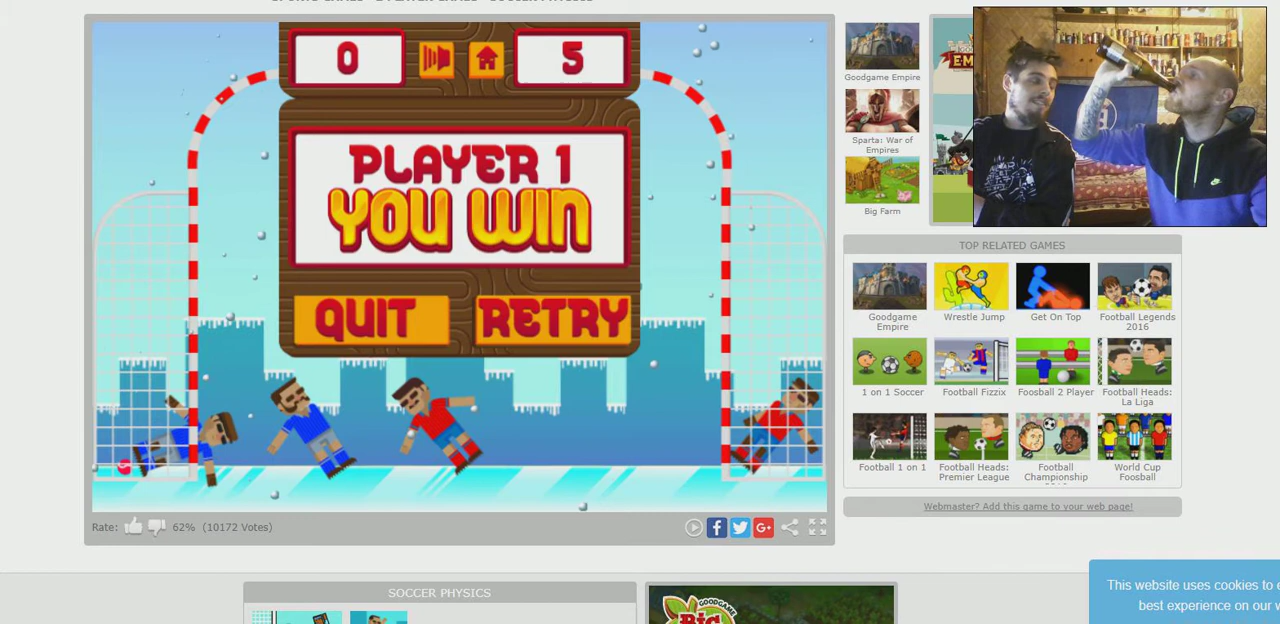 0
5
PLAYER 1
YOU WIN
QUIT
RETRY
Rate:
62% (10172 Votes)
Goodgame Empire
Sparta: War of
Empires
Big Farm
TOP RELATED GAMES
Goodgame
Empire
Wrestle Jump
Get On Top
Football Legends
2016
1 on 1 Soccer
Football Fizzix
Foosball 2 Player
Football Heads:
La Liga
Football 1 on 1
Football Heads:
Premier League
Football
Championship
World Cup
Foosball
Webmaster? Add this game to your web page!
SOCCER PHYSICS
GOODGAME
BIG
This website uses cookies to
best experience on our